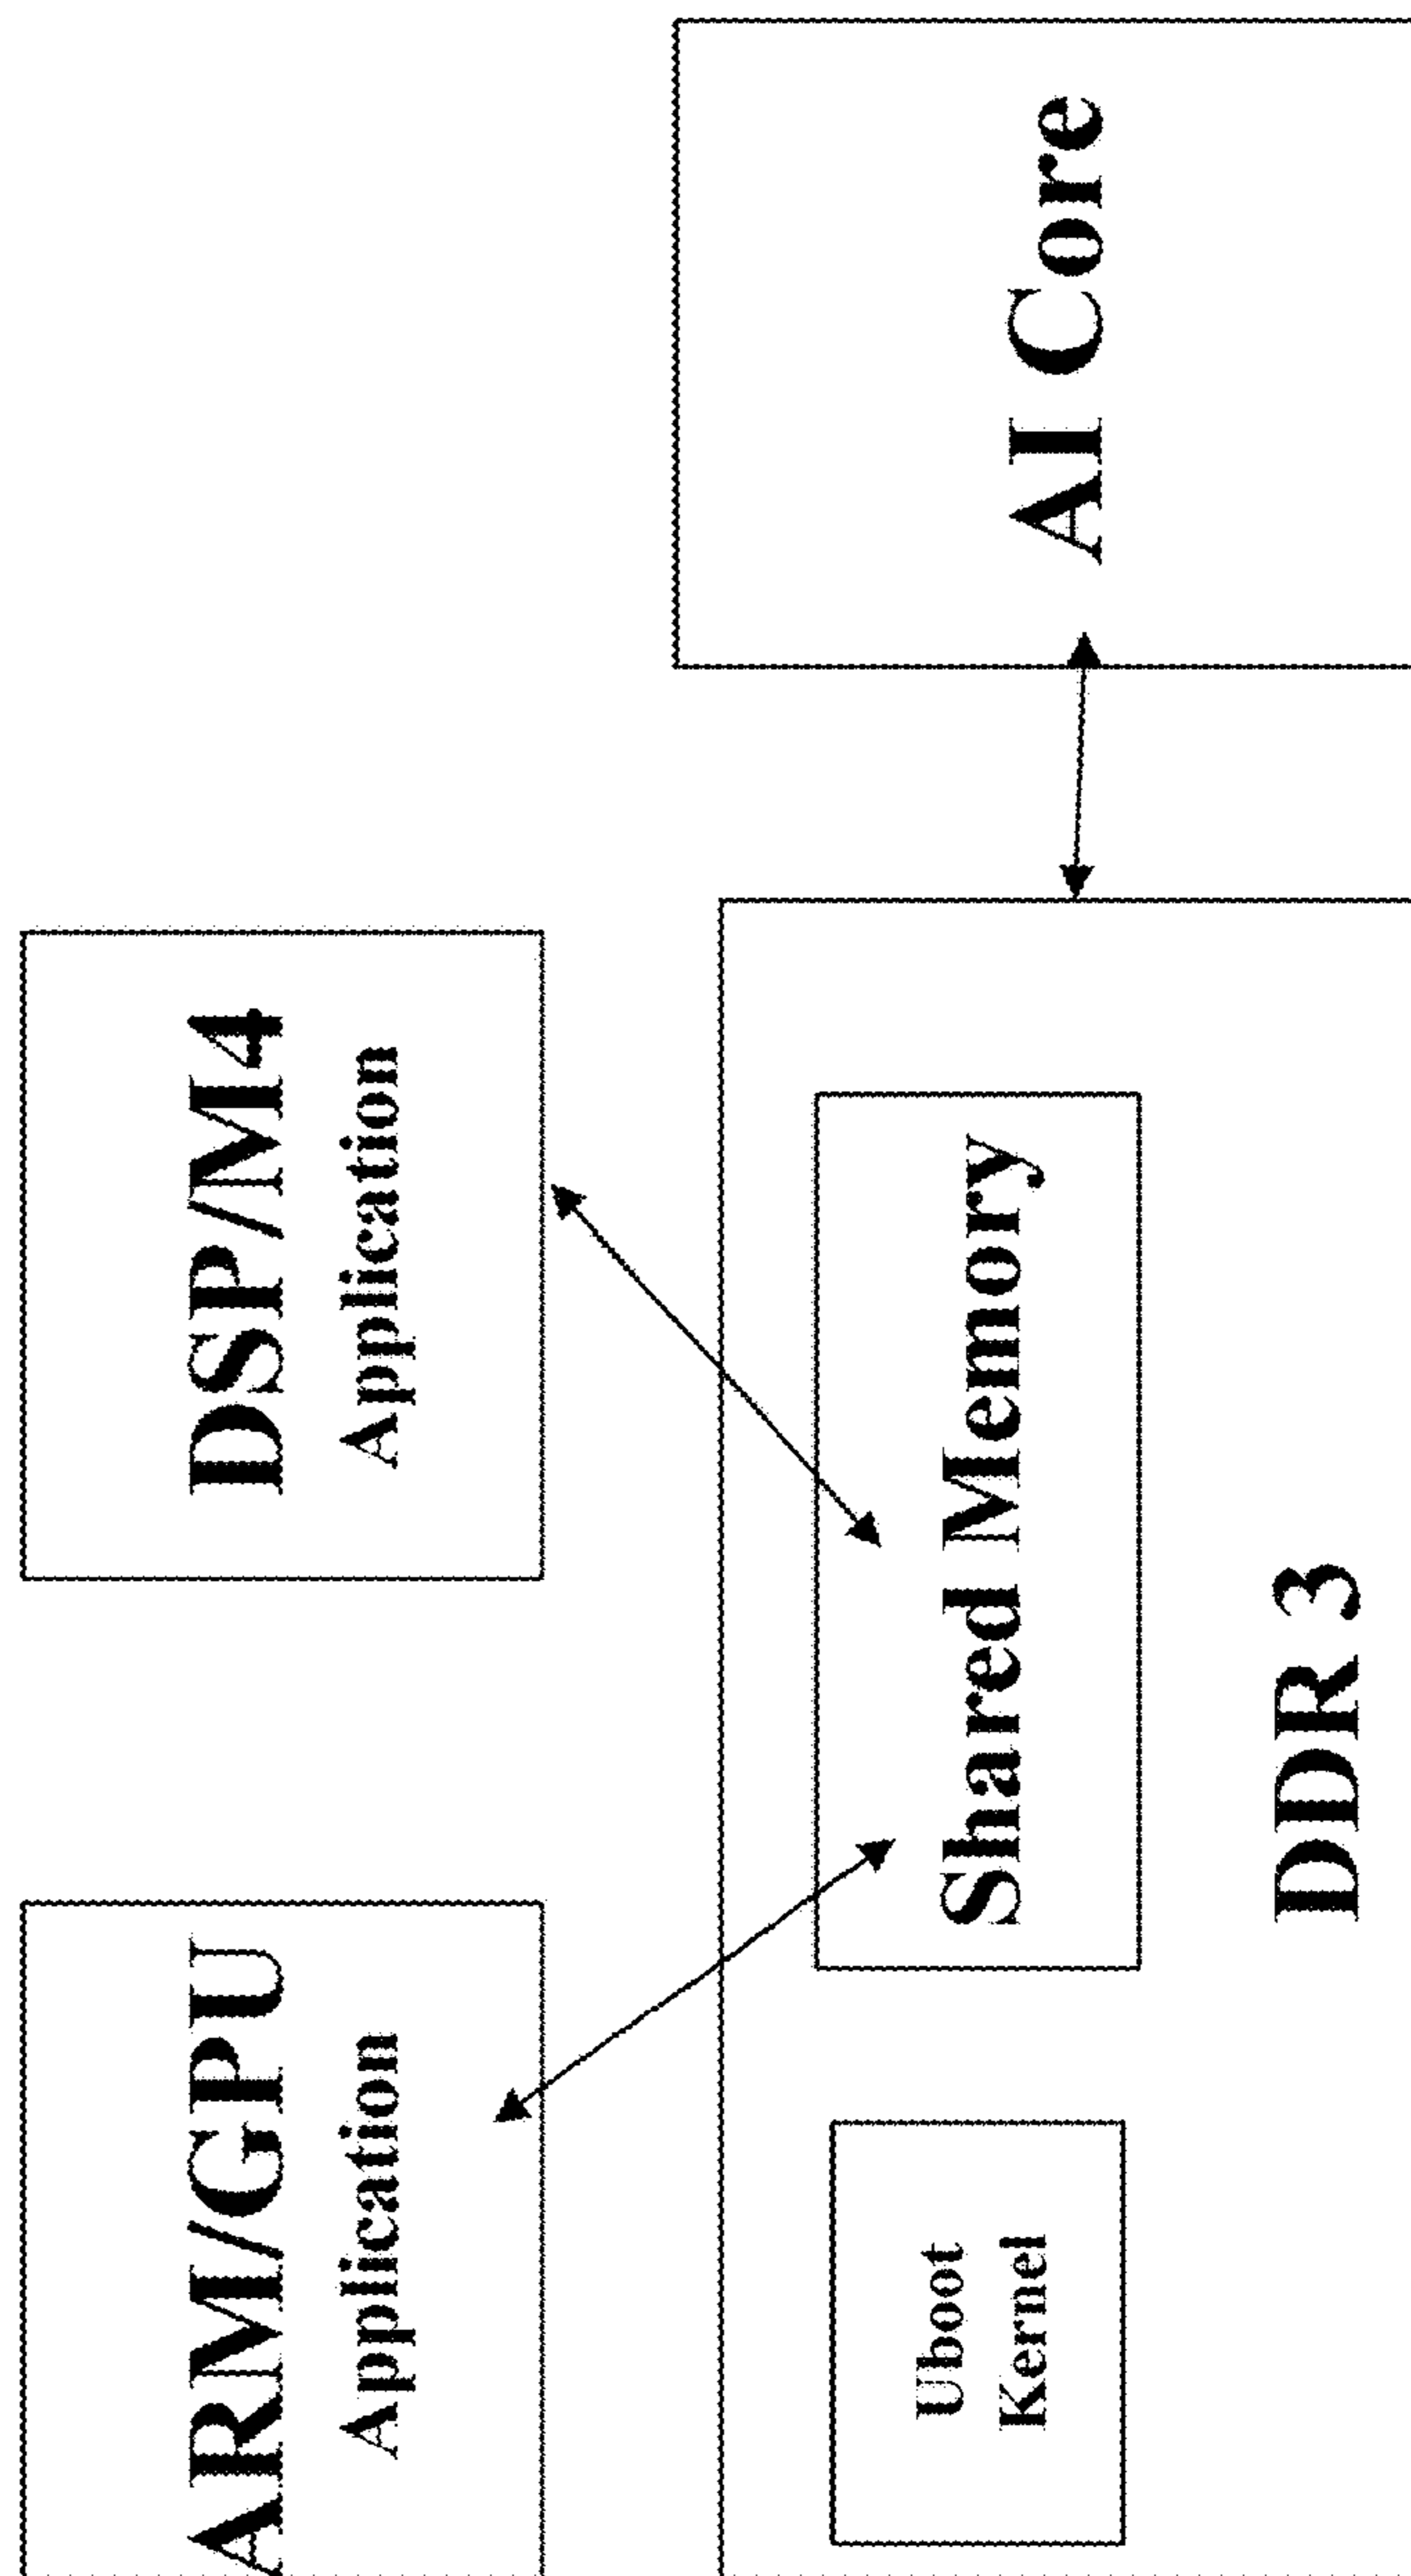 ARM/GPU
Application
DSP/M4
Application
Uboot
Kernel
Shared Memory
DDR 3
AI Core